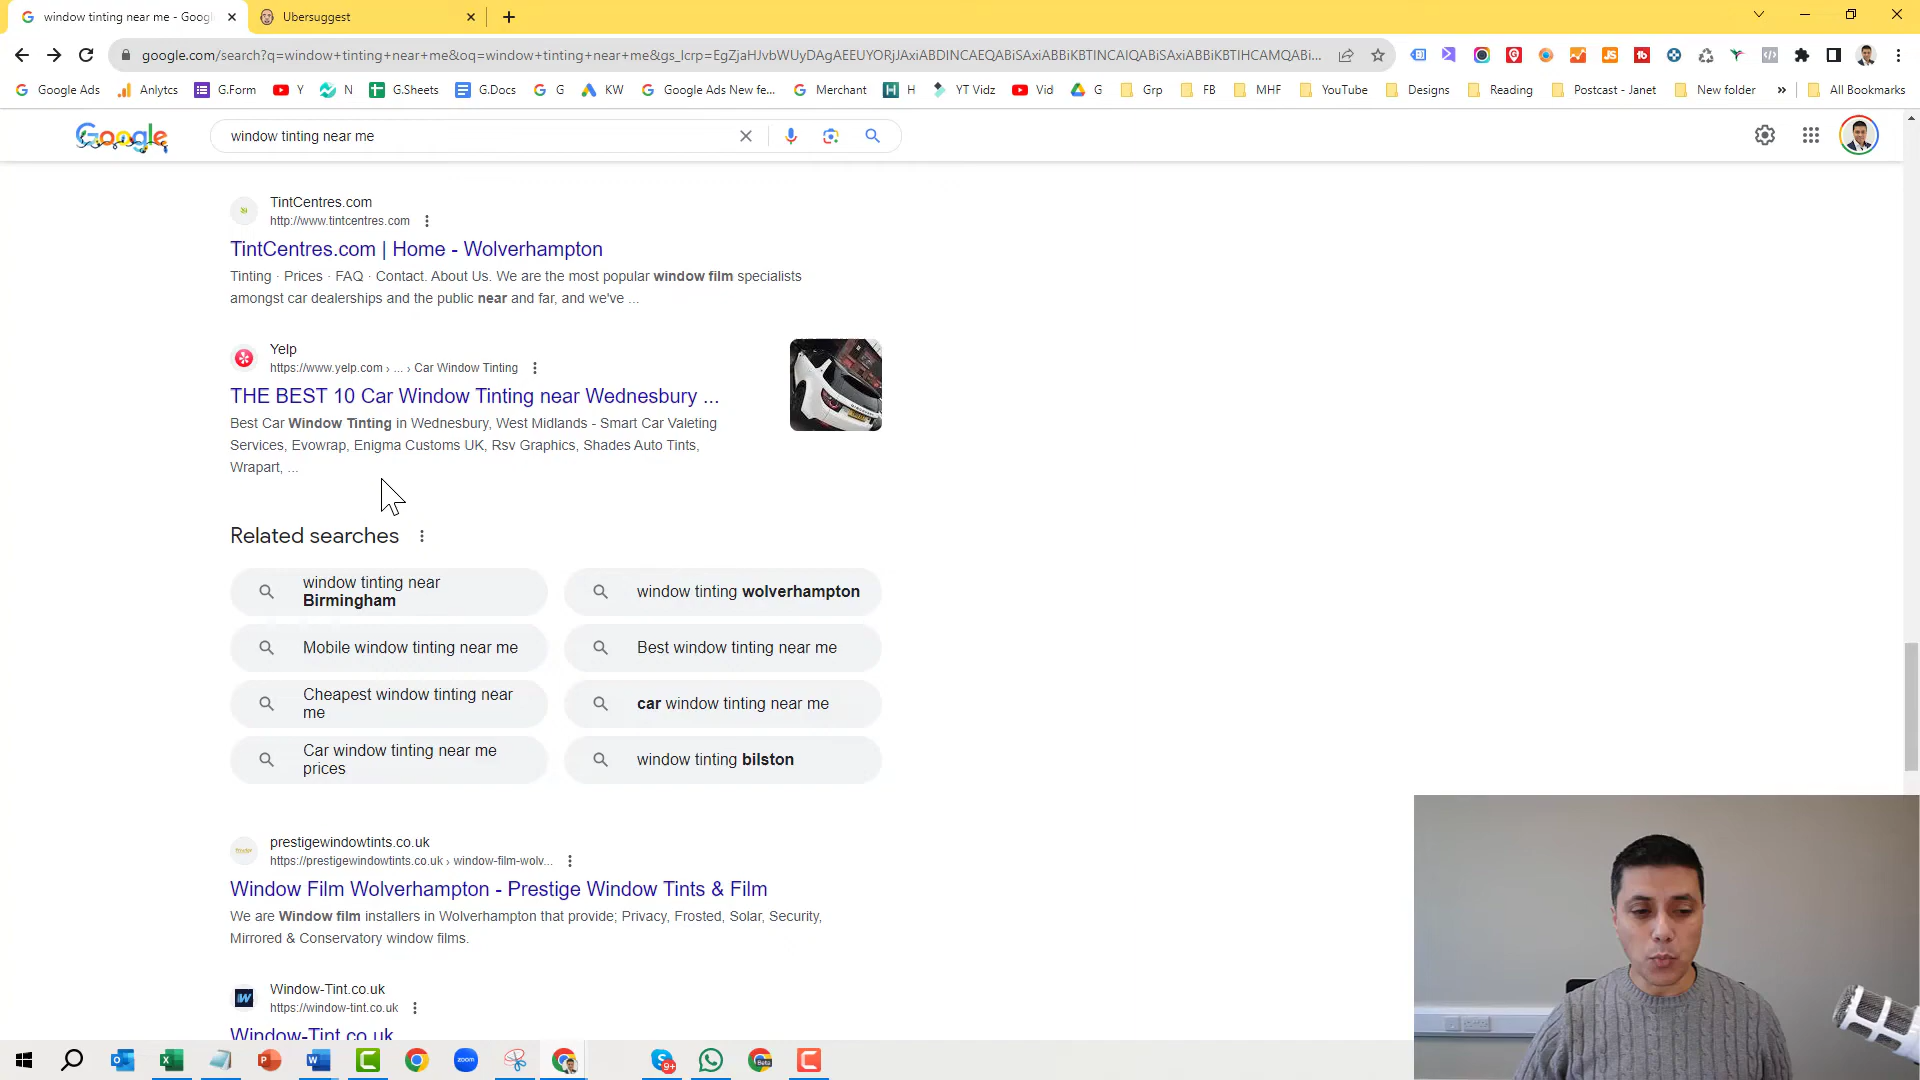 window tinting near me - Googl
Ubersuggest
google.com/search?q=window+tinting+near+me&oq=window+tinting+near+me&gs_lcrp=EgZjaHJvbWUyDAgAEEUYORjJAxiABDINCAEQABiSAxiABBiKBTINCAIQABiSAxiABBiKBTIHCAMQABi...
Google Ads
Anlytcs
G.Form
Y
N
G.Sheets
G.Docs
G
KW
Google Ads New fe...
Merchant
H
YT Vidz
Vid
G
Grp
FB
MHF
YouTube
Designs
Reading
Postcast - Janet
New folder
»
All Bookmarks
Google
window tinting near me
TintCentres.com
http://www.tintcentres.com
TintCentres.com | Home - Wolverhampton
Tinting · Prices · FAQ · Contact. About Us. We are the most popular window film specialists
amongst car dealerships and the public near and far, and we've ...
Yelp
https://www.yelp.com › ... › Car Window Tinting
THE BEST 10 Car Window Tinting near Wednesbury ...
Best Car Window Tinting in Wednesbury, West Midlands - Smart Car Valeting
Services, Evowrap, Enigma Customs UK, Rsv Graphics, Shades Auto Tints,
Wrapart, ...
Related searches
window tinting near
Birmingham
window tinting wolverhampton
Mobile window tinting near me
Best window tinting near me
Cheapest window tinting near
me
car window tinting near me
Car window tinting near me
prices
window tinting bilston
prestigewindowtints.co.uk
https://prestigewindowtints.co.uk › window-film-wolv...
Window Film Wolverhampton - Prestige Window Tints & Film
We are Window film installers in Wolverhampton that provide; Privacy, Frosted, Solar, Security,
Mirrored & Conservatory window films.
Window-Tint.co.uk
https://window-tint.co.uk
Window-Tint.co.uk
zoom
9+
Beta